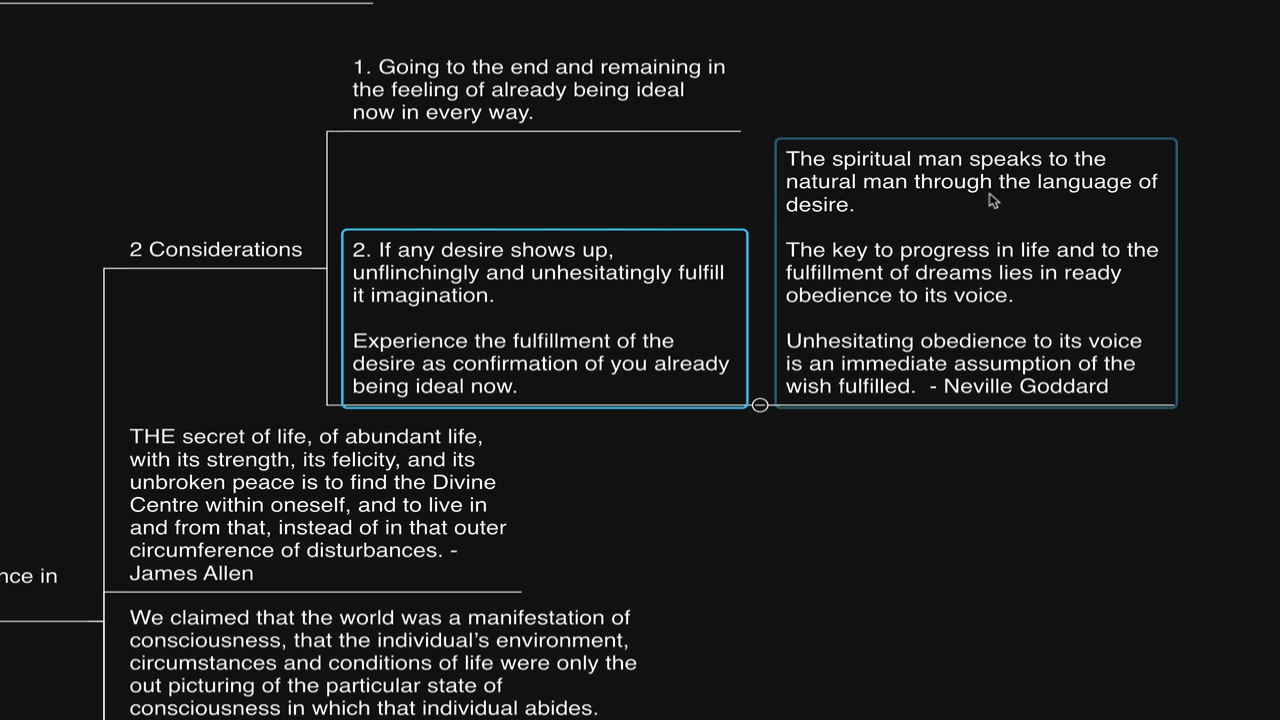 1. Going to the end and remaining in
the feeling of already being ideal
now in every way.
2 Considerations
2. If any desire shows up,
unflinchingly and unhesitatingly fulfill
it imagination.
Experience the fulfillment of the
desire as confirmation of you already
being ideal now.
The spiritual man speaks to the
natural man through the language of
desire.
The key to progress in life and to the
fulfillment of dreams lies in ready
obedience to its voice.
Unhesitating obedience to its voice
is an immediate assumption of the
wish fulfilled.  - Neville Goddard
THE secret of life, of abundant life,
with its strength, its felicity, and its
unbroken peace is to find the Divine
Centre within oneself, and to live in
and from that, instead of in that outer
circumference of disturbances. -
James Allen
nce in
We claimed that the world was a manifestation of
consciousness, that the individual's environment,
circumstances and conditions of life were only the
out picturing of the particular state of
consciousness in which that individual abides.